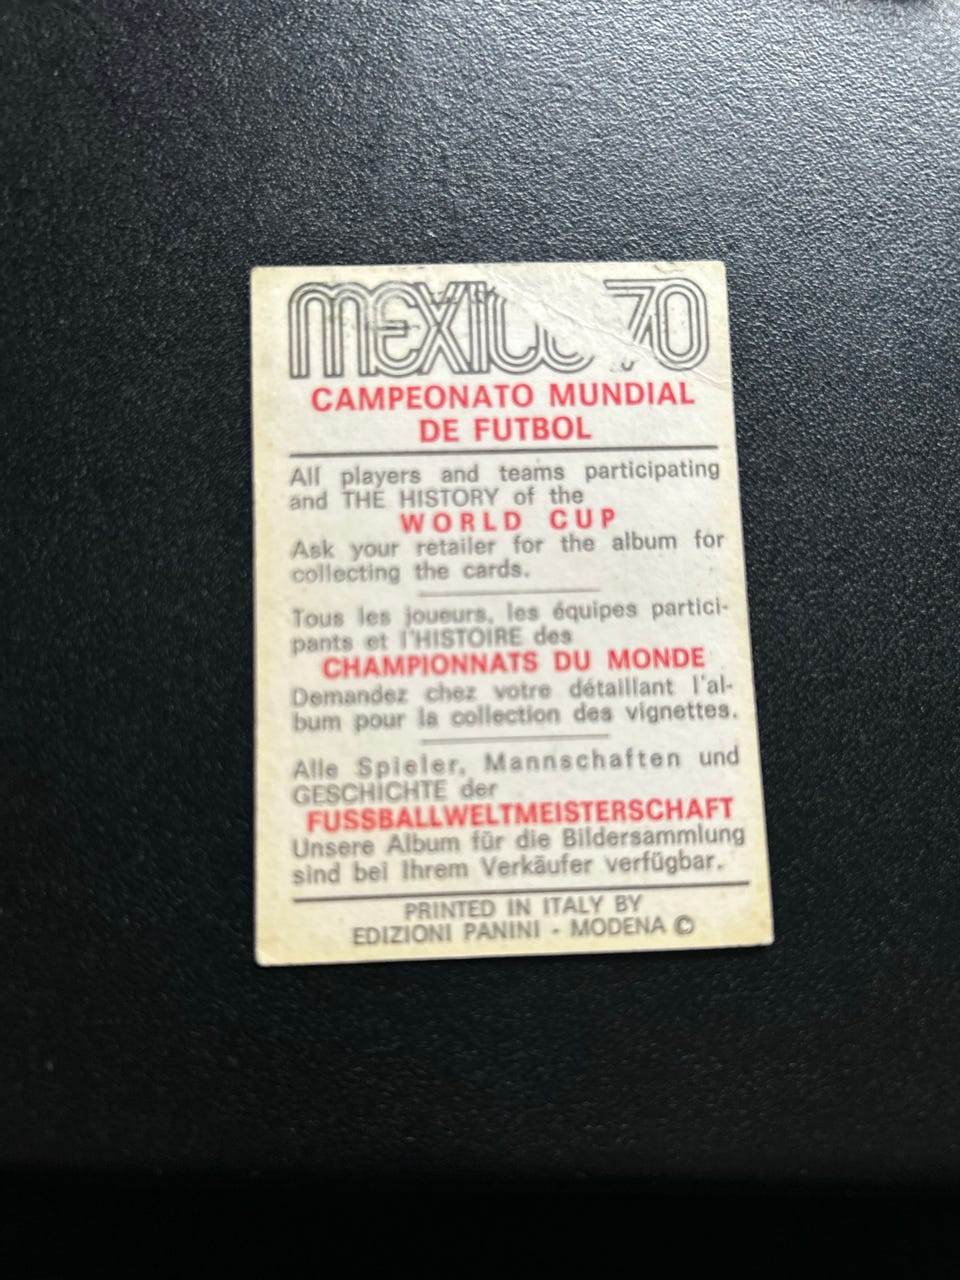 MEXICO 70
CAMPEONATO MUNDIAL
DE FUTBOL
All players and teams participating
and THE HISTORY of the
WORLD CUP
Ask your retailer for the album for
collecting the cards.
Tous les joueurs, les équipes partici-
pants et l'HISTOIRE des
CHAMPIONNATS DU MONDE
Demandez chez votre détaillant l'al-
bum pour la collection des vignettes.
Alle Spieler, Mannschaften und
GESCHICHTE der
FUSSBALLWELTMEISTERSCHAFT
Unsere Album für die Bildersammlung
sind bei Ihrem Verkäufer verfügbar.
PRINTED IN ITALY BY
EDIZIONI PANINI - MODENA ©